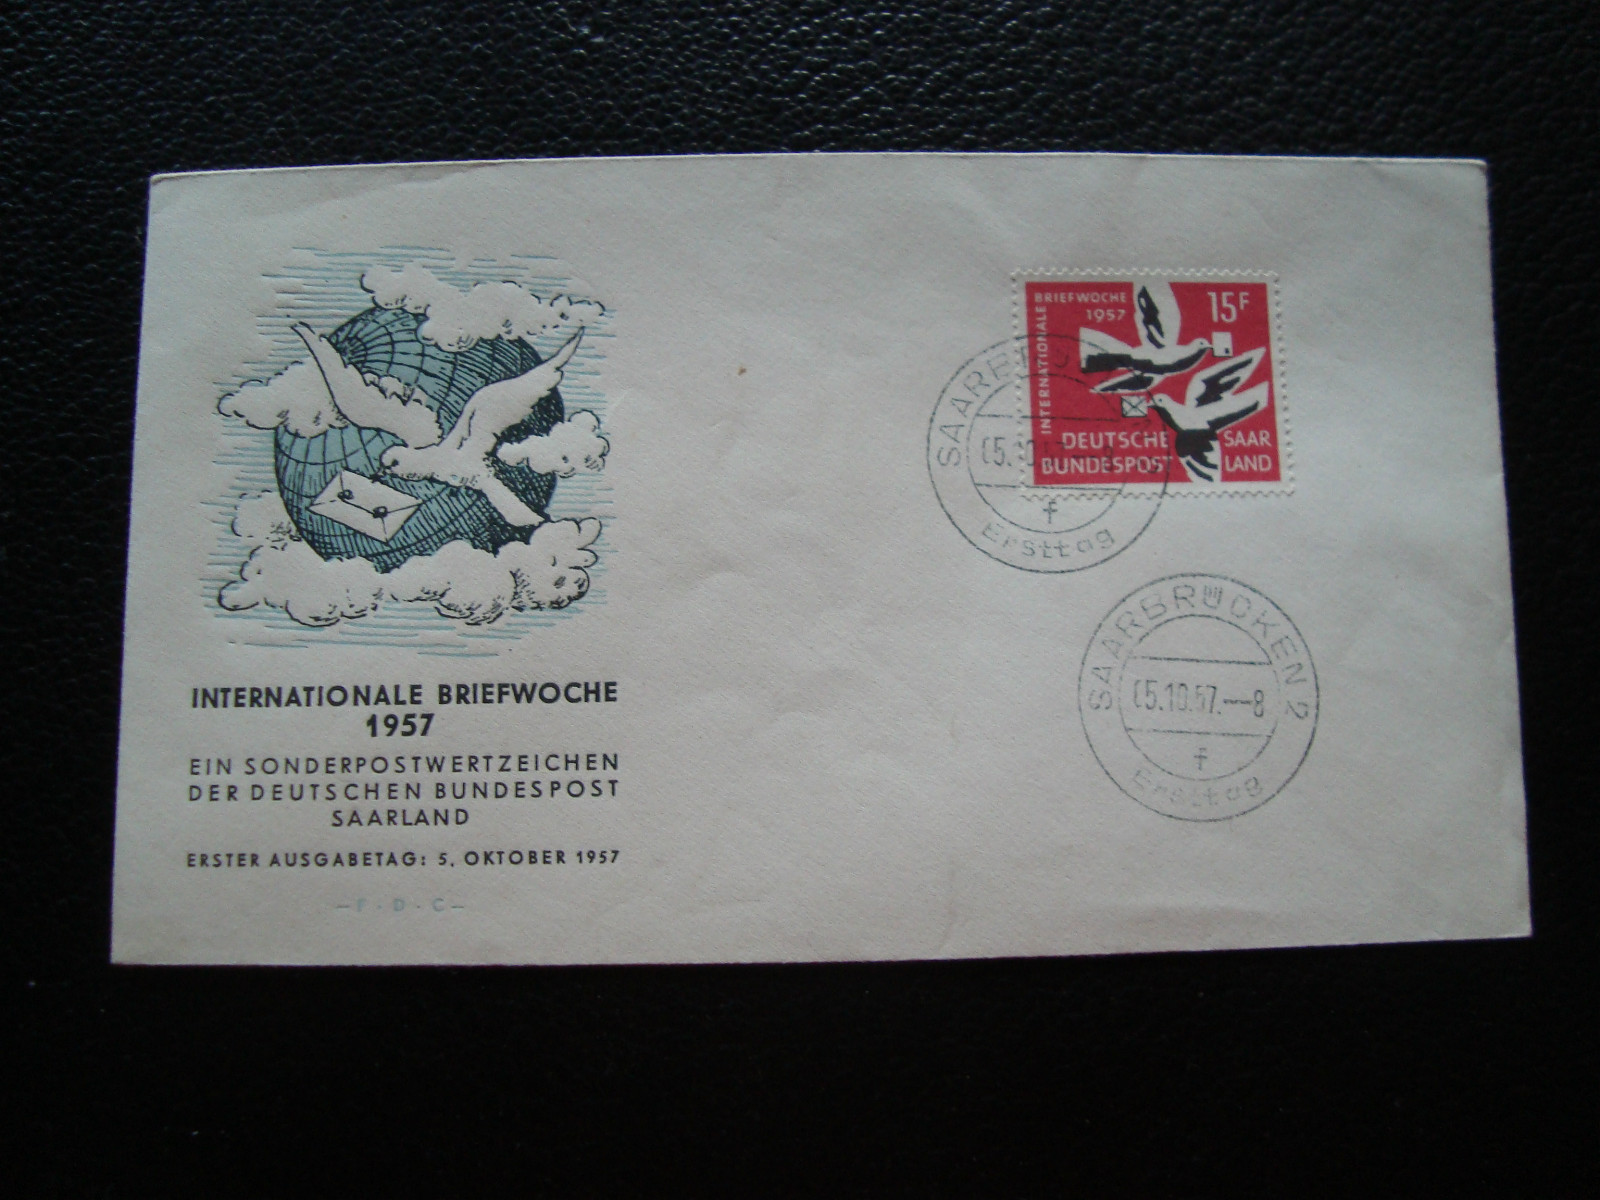 INTERNATIONALE BRIEFWOCHE
1957
EIN SONDERPOSTWERTZEICHEN
DER DEUTSCHEN BUNDESPOST
SAARLAND
ERSTER AUSGABETAG: 5. OKTOBER 1957
—F·D·C—
INTERNATIONALE
BRIEFWOCHE
1957
15F
DEUTSCHE
BUNDESPOST
SAAR
LAND
f
Ersttag
SAARBRÜCKEN 2
05.10.57.--8
f
Ersttag